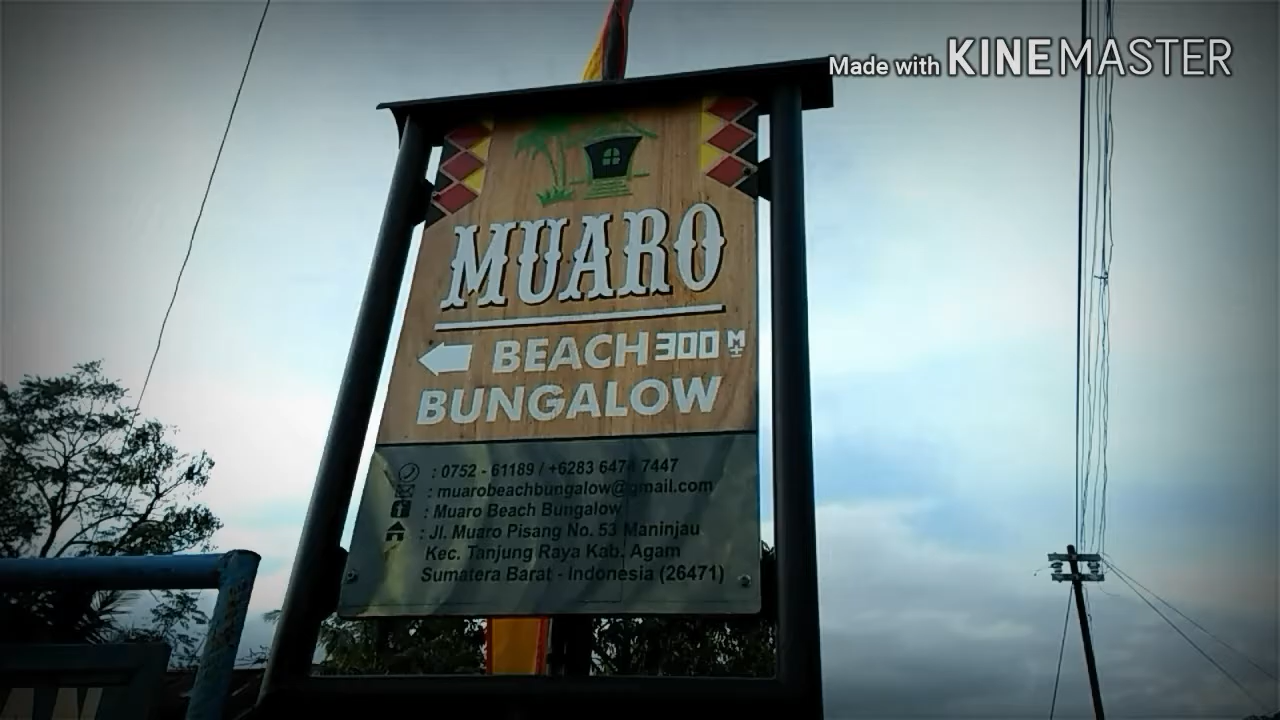 Made with KINEMASTER
MUARO
BEACH 300 M±
BUNGALOW
: 0752 - 61189 / +6283 6474 7447
: muarobeachbungalow@gmail.com
: Muaro Beach Bungalow
: Jl. Muaro Pisang No. 53 Maninjau
Kec. Tanjung Raya Kab. Agam
Sumatera Barat - Indonesia (26471)
AN